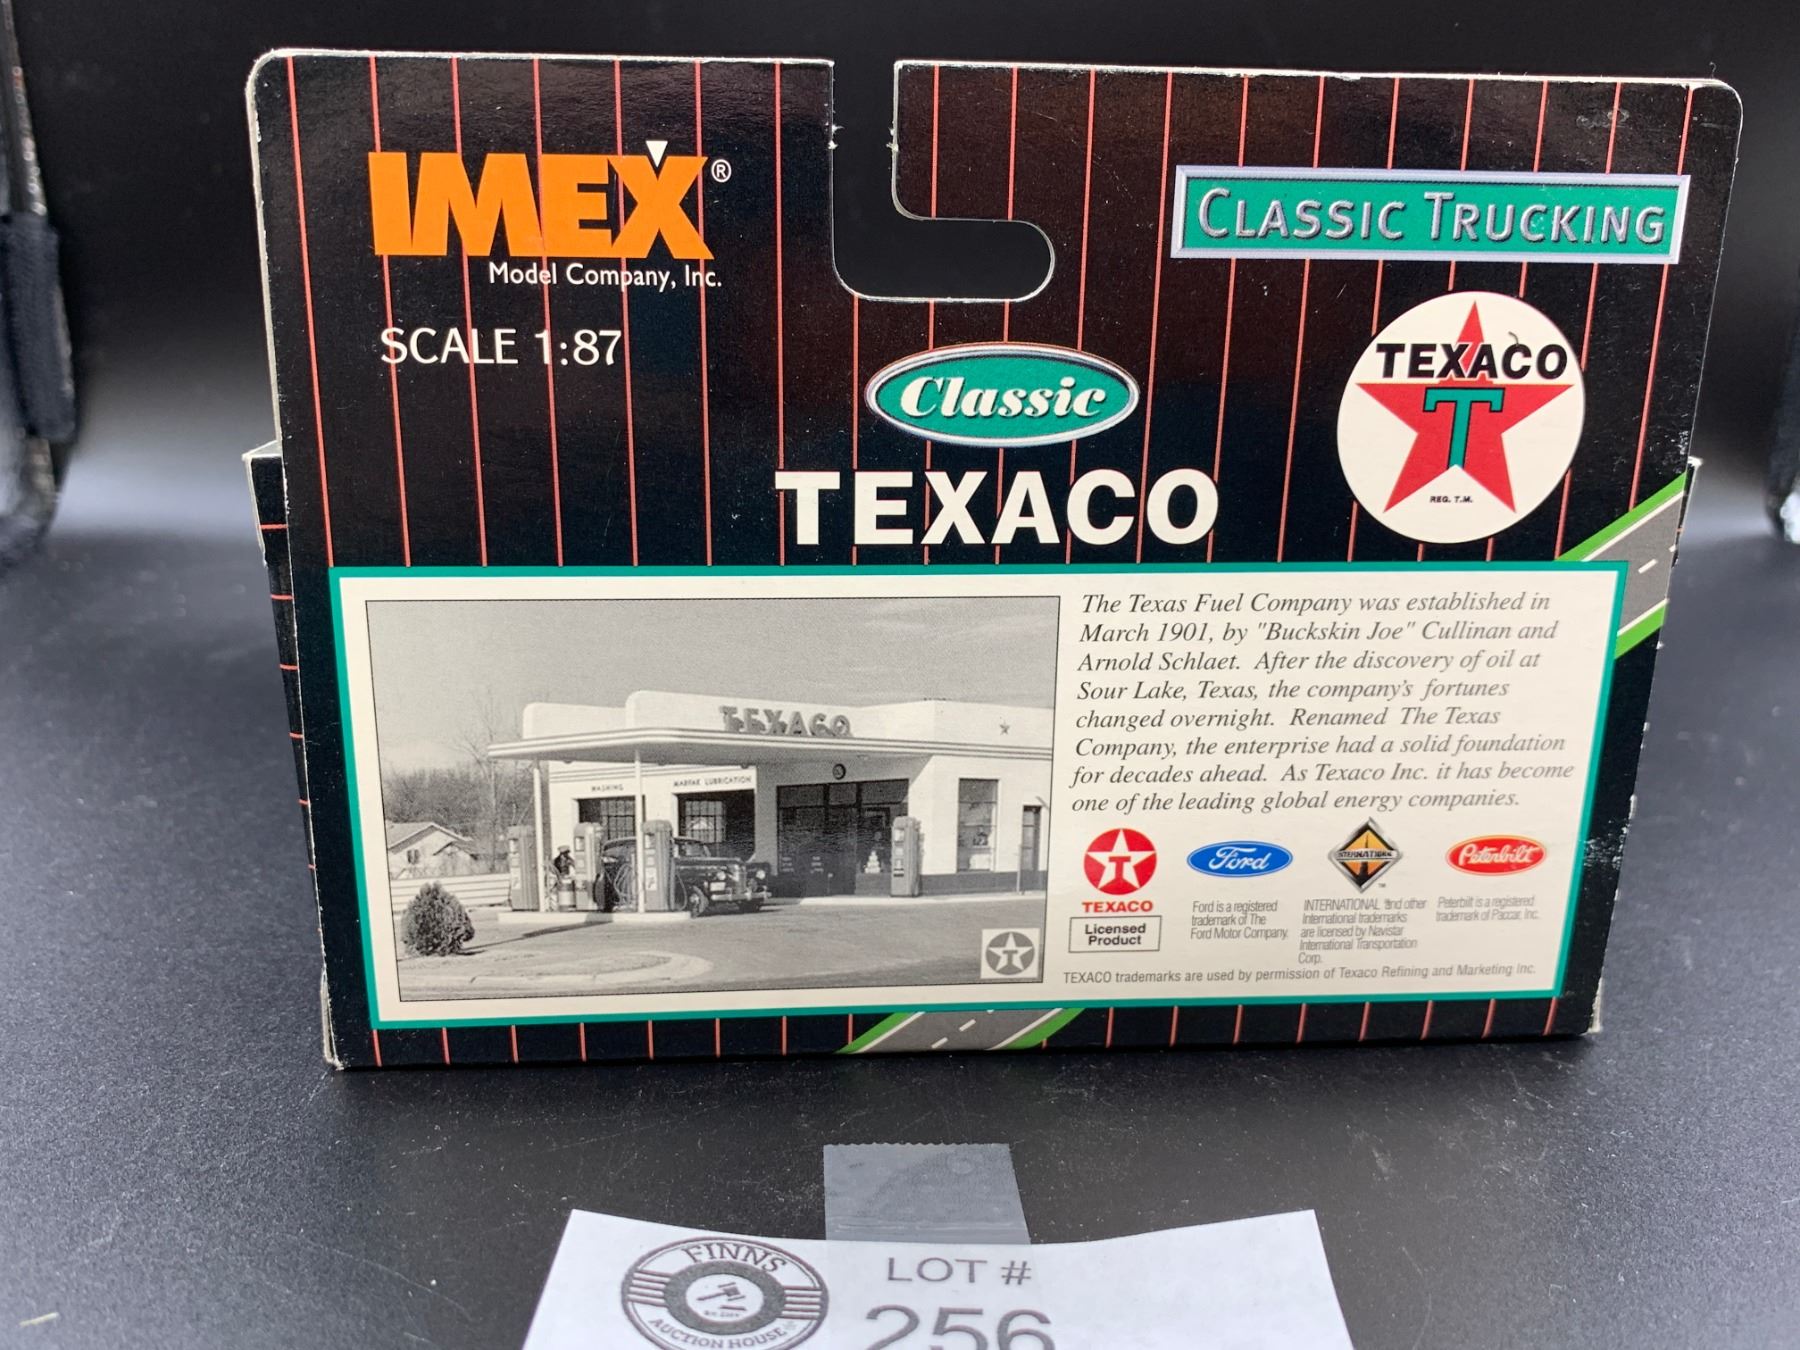 IMEX®
Model Company, Inc.
SCALE 1:87
CLASSIC TRUCKING
Classic
TEXACO
TEXACO
T
REG. T.M.
TEXACO
WASHING
MARFAK LUBRICATION
T
The Texas Fuel Company was established in
March 1901, by "Buckskin Joe" Cullinan and
Arnold Schlaet. After the discovery of oil at
Sour Lake, Texas, the company's fortunes
changed overnight. Renamed The Texas
Company, the enterprise had a solid foundation
for decades ahead. As Texaco Inc. it has become
one of the leading global energy companies.
T
TEXACO
Licensed
Product
Ford
Ford is a registered
trademark of The
Ford Motor Company.
INTERNATIONAL
TM
INTERNATIONAL and other
International trademarks
are licensed by Navistar
International Transportation
Corp.
Peterbilt
Peterbilt is a registered
trademark of Paccar, Inc.
TEXACO trademarks are used by permission of Texaco Refining and Marketing Inc.
FINNS
AUCTION HOUSE
LOT #
256